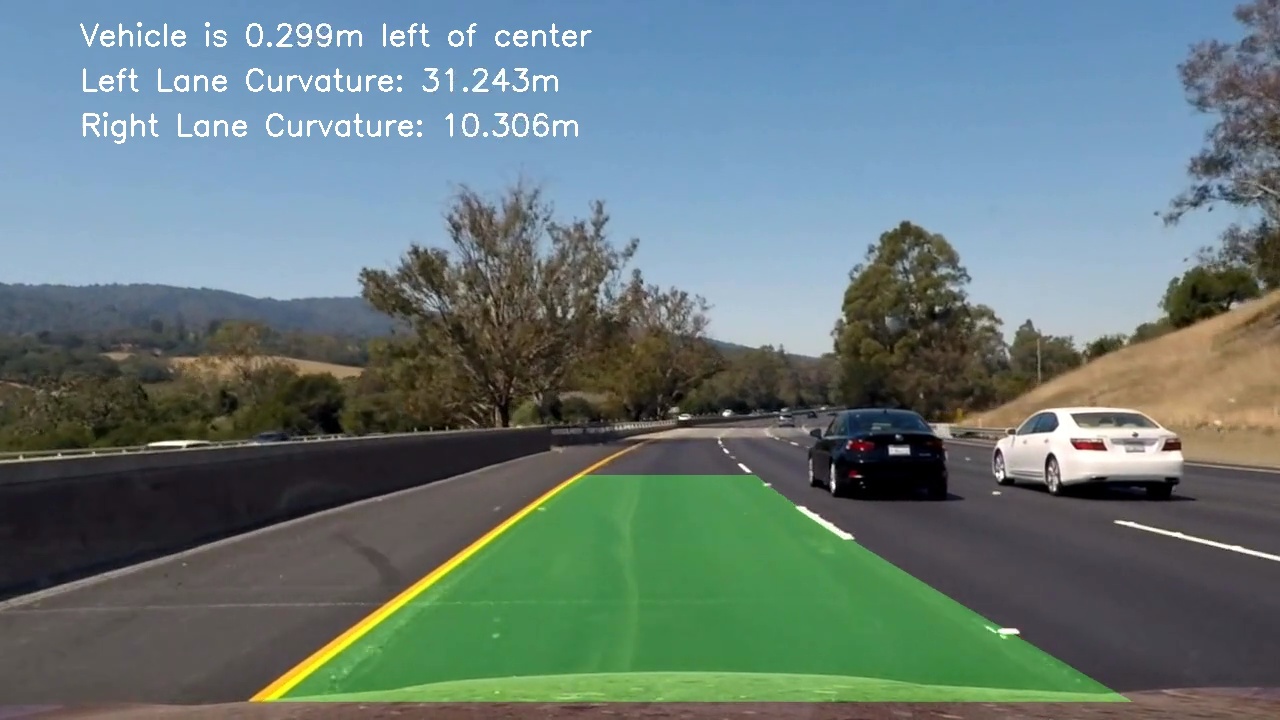 Vehicle is 0.299m left of center
Left Lane Curvature: 31.243m
Right Lane Curvature: 10.306m